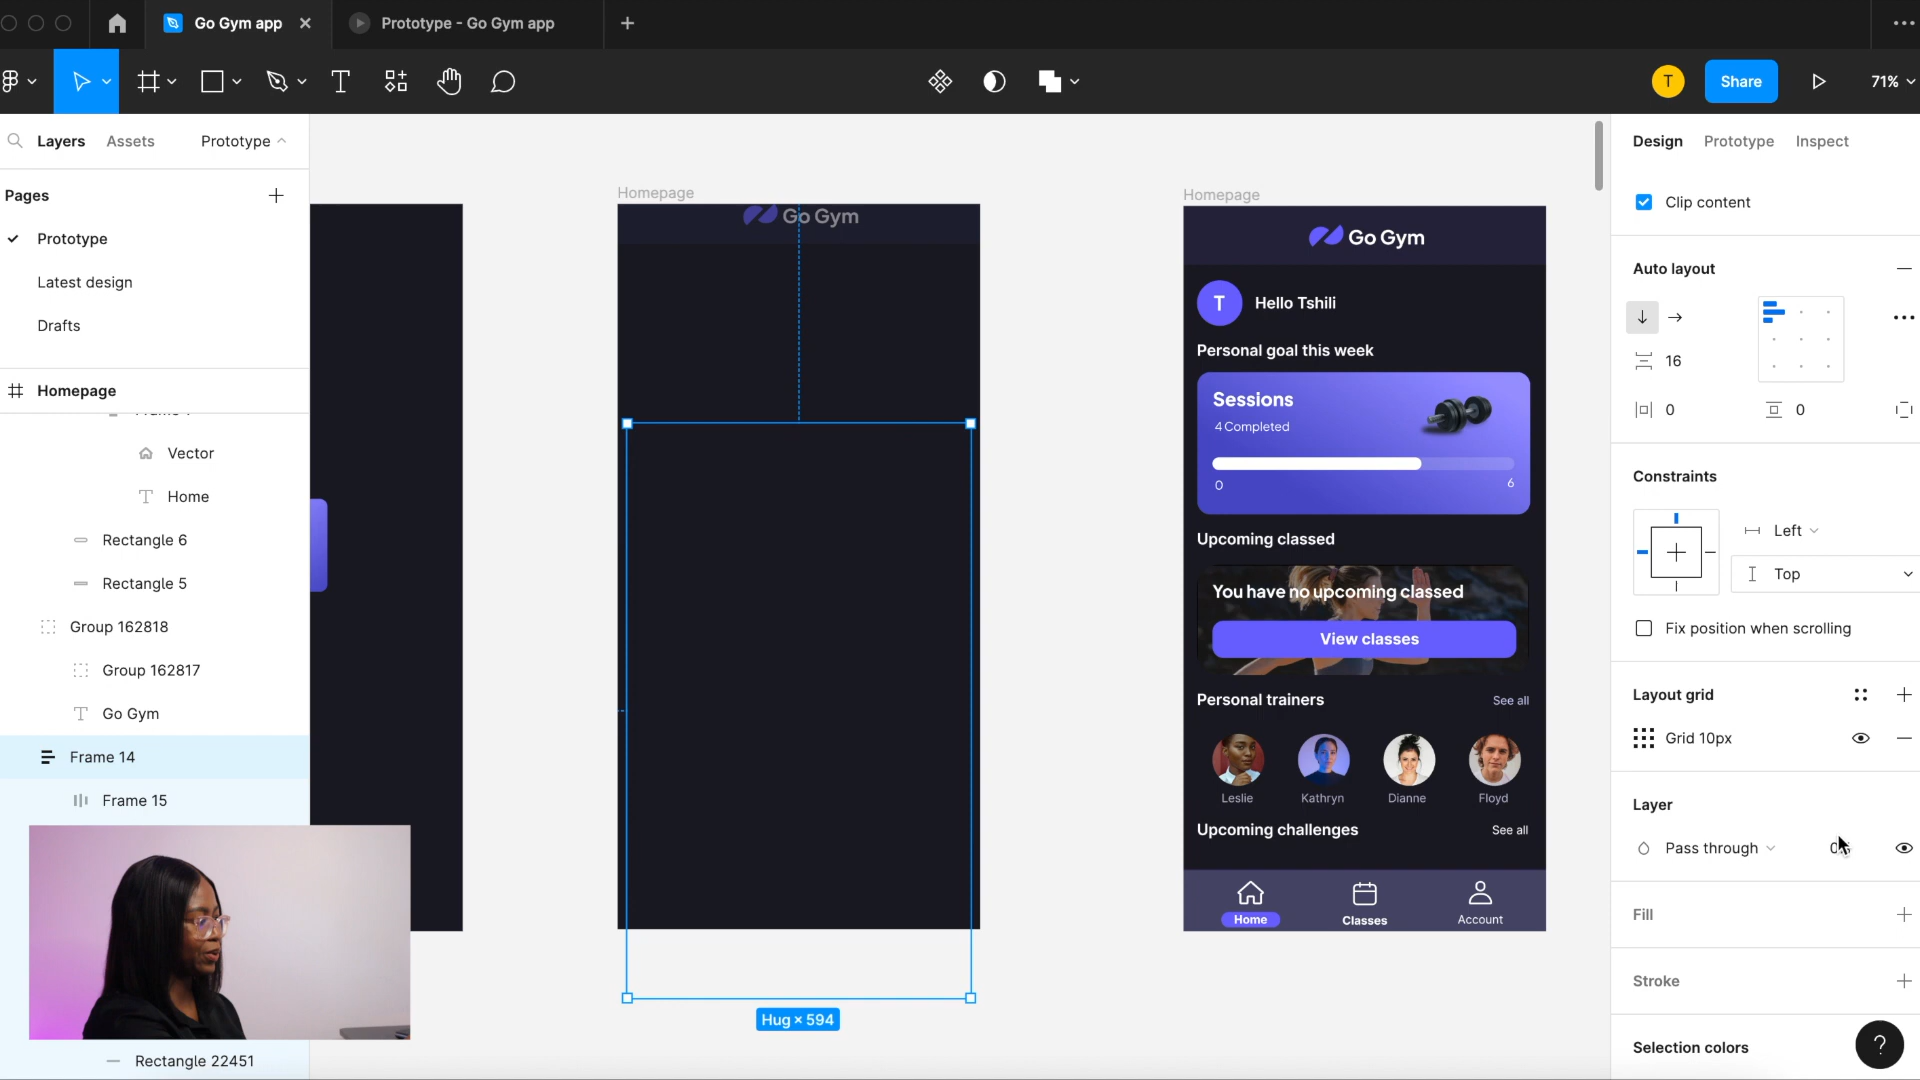 Go Gym app
Prototype - Go Gym app
T
Share
71%
Layers
Assets
Prototype
Pages
Prototype
Latest design
Drafts
Homepage
Vector
T Home
Rectangle 6
Rectangle 5
Group 162818
Group 162817
T Go Gym
Frame 14
Frame 15
Rectangle 22451
Homepage
Go Gym
Hug × 594
Homepage
Go Gym
T
Hello Tshili
Personal goal this week
Sessions
4 Completed
0
6
Upcoming classed
You have no upcoming classed
View classes
Personal trainers
See all
Leslie
Kathryn
Dianne
Floyd
Upcoming challenges
See all
Home
Classes
Account
Design
Prototype
Inspect
Clip content
Auto layout
16
0
0
Constraints
Left
Top
Fix position when scrolling
Layout grid
Grid 10px
Layer
Pass through
Fill
Stroke
Selection colors
?